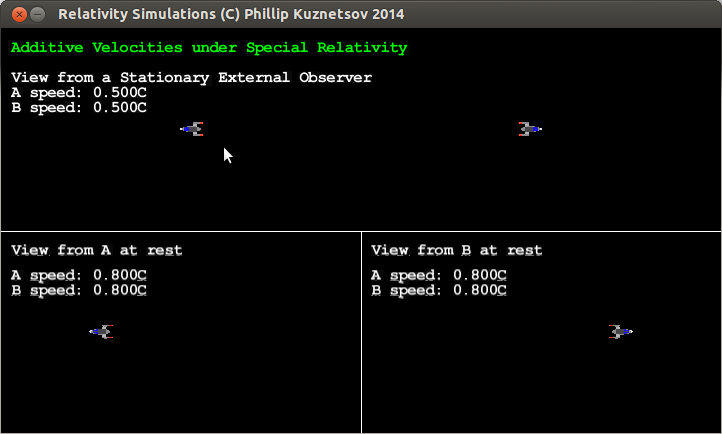 Relativity Simulations (C) Phillip Kuznetsov 2014
Additive Velocities under Special Relativity
View from a Stationary External Observer
A speed: 0.500C
B speed: 0.500C
View from A at rest
A speed: 0.800C
B speed: 0.800C
View from B at rest
A speed: 0.800C
B speed: 0.800C